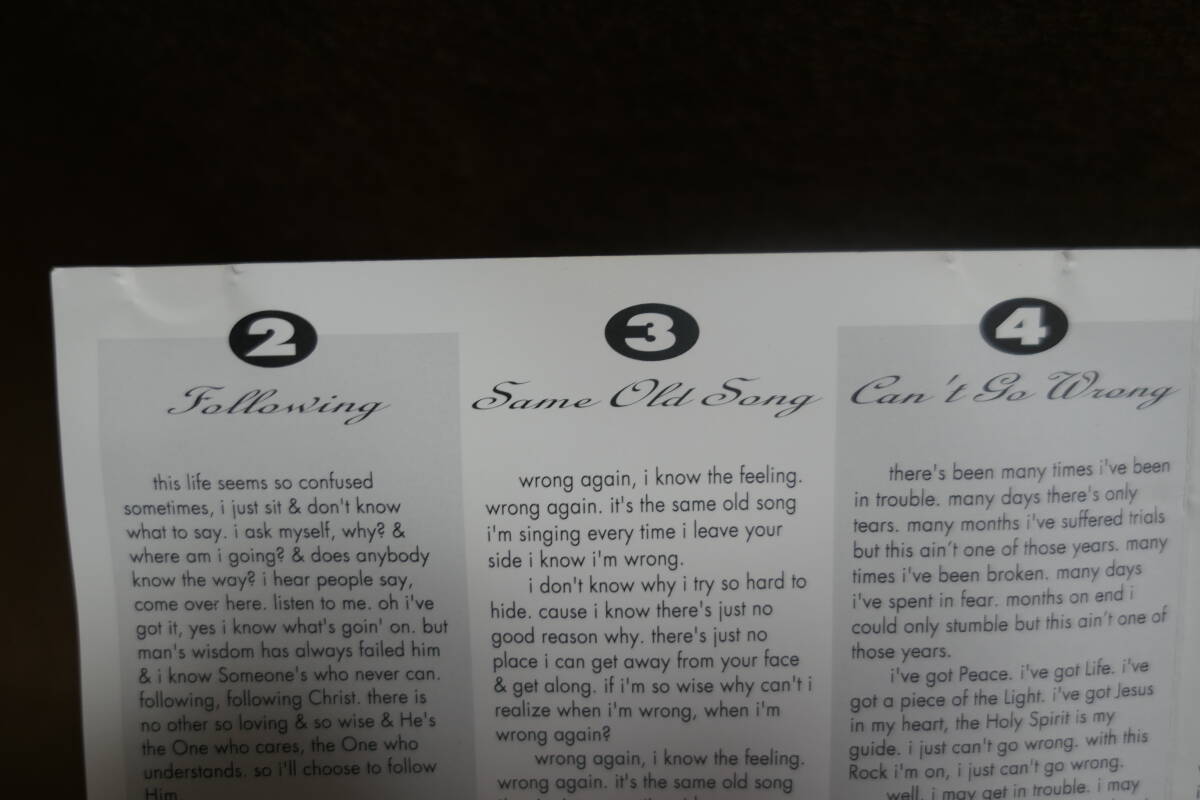 2
Following
this life seems so confused
sometimes, i just sit & don't know
what to say. i ask myself, why? &
where am i going? & does anybody
know the way? i hear people say,
come over here. listen to me. oh i've
got it, yes i know what's goin' on. but
man's wisdom has always failed him
& i know Someone's who never can.
following, following Christ. there is
no other so loving & so wise & He's
the One who cares, the One who
understands. so i'll choose to follow
Him
3
Same Old Song
wrong again, i know the feeling.
wrong again. it's the same old song
i'm singing every time i leave your
side i know i'm wrong.
i don't know why i try so hard to
hide. cause i know there's just no
good reason why. there's just no
place i can get away from your face
& get along. if i'm so wise why can't i
realize when i'm wrong, when i'm
wrong again?
wrong again, i know the feeling.
wrong again. it's the same old song
4
Can't Go Wrong
there's been many times i've been
in trouble. many days there's only
tears. many months i've suffered trials
but this ain't one of those years. many
times i've been broken. many days
i've spent in fear. months on end i
could only stumble but this ain't one of
those years.
i've got Peace. i've got Life. i've
got a piece of the Light. i've got Jesus
in my heart, the Holy Spirit is my
guide. i just can't go wrong. with this
Rock i'm on, i just can't go wrong.
well, i may get in trouble. i may